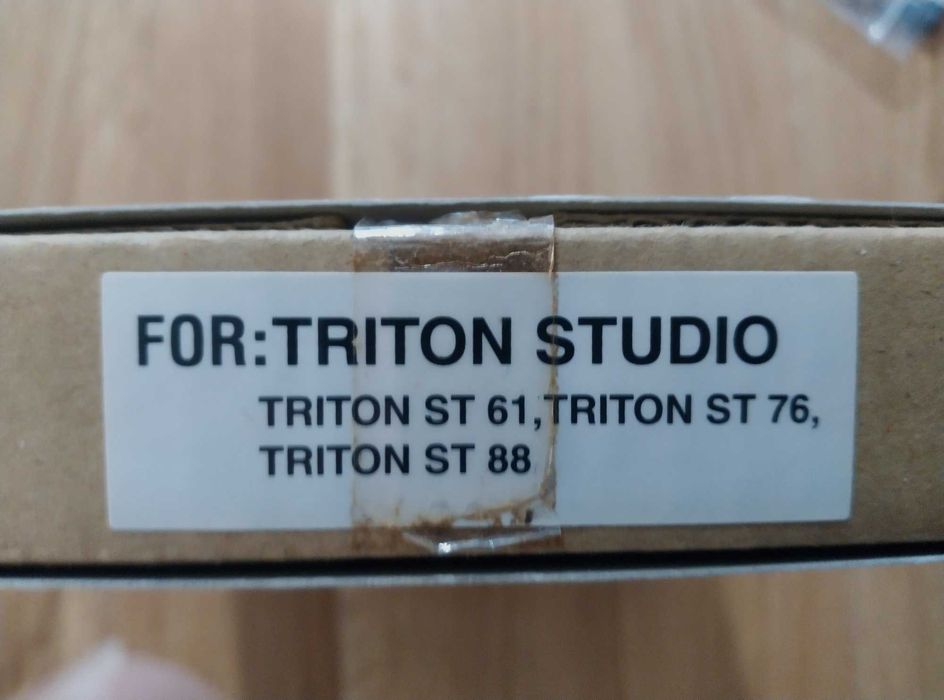 FOR:TRITON STUDIO
TRITON ST 61,TRITON ST 76,
TRITON ST 88